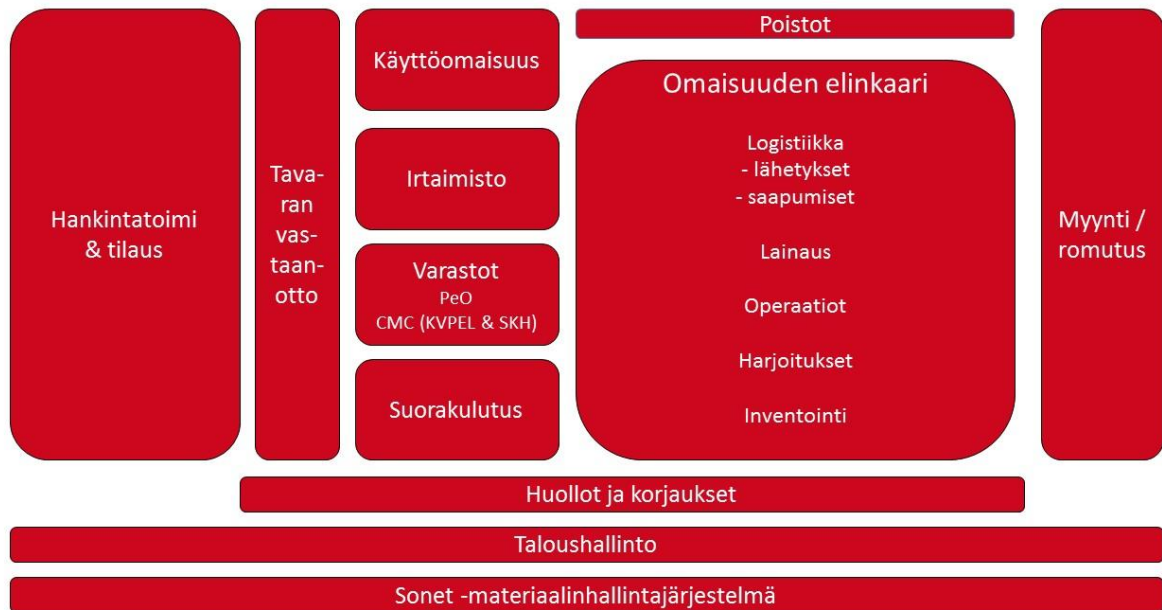 Hankintatoimi
& tilaus
Tava-
ran
vas-
taan-
otto
Käyttöomaisuus
Irtaimisto
Varastot
PeO
CMC (KVPEL & SKH)
Suorakulutus
Poistot
Omaisuuden elinkaari
Logistiikka
- lähetykset
- saapumiset
Lainaus
Operaatiot
Harjoitukset
Inventointi
Myynti /
romutus
Huollot ja korjaukset
Taloushallinto
Sonet -materiaalinhallintajärjestelmä